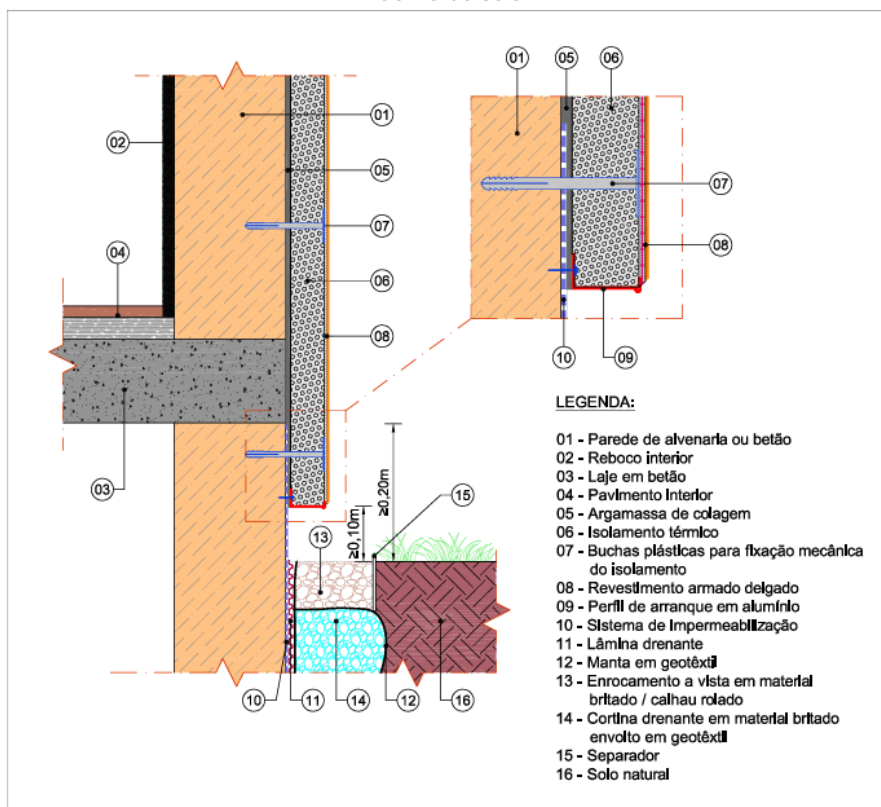 01
02
05
07
04
06
08
03
≥0,20m
≥0,10m
15
13
10
11
14
12
16
01
05
06
07
08
10
09
LEGENDA:
01 - Parede de alvenaria ou betão
02 - Reboco interior
03 - Laje em betão
04 - Pavimento Interior
05 - Argamassa de colagem
06 - Isolamento térmico
07 - Buchas plásticas para fixação mecânica
do isolamento
08 - Revestimento armado delgado
09 - Perfil de arranque em alumínio
10 - Sistema de Impermeabilização
11 - Lâmina drenante
12 - Manta em geotêxtil
13 - Enrocamento a vista em material
britado / calhau rolado
14 - Cortina drenante em material britado
envolto em geotêxtil
15 - Separador
16 - Solo natural